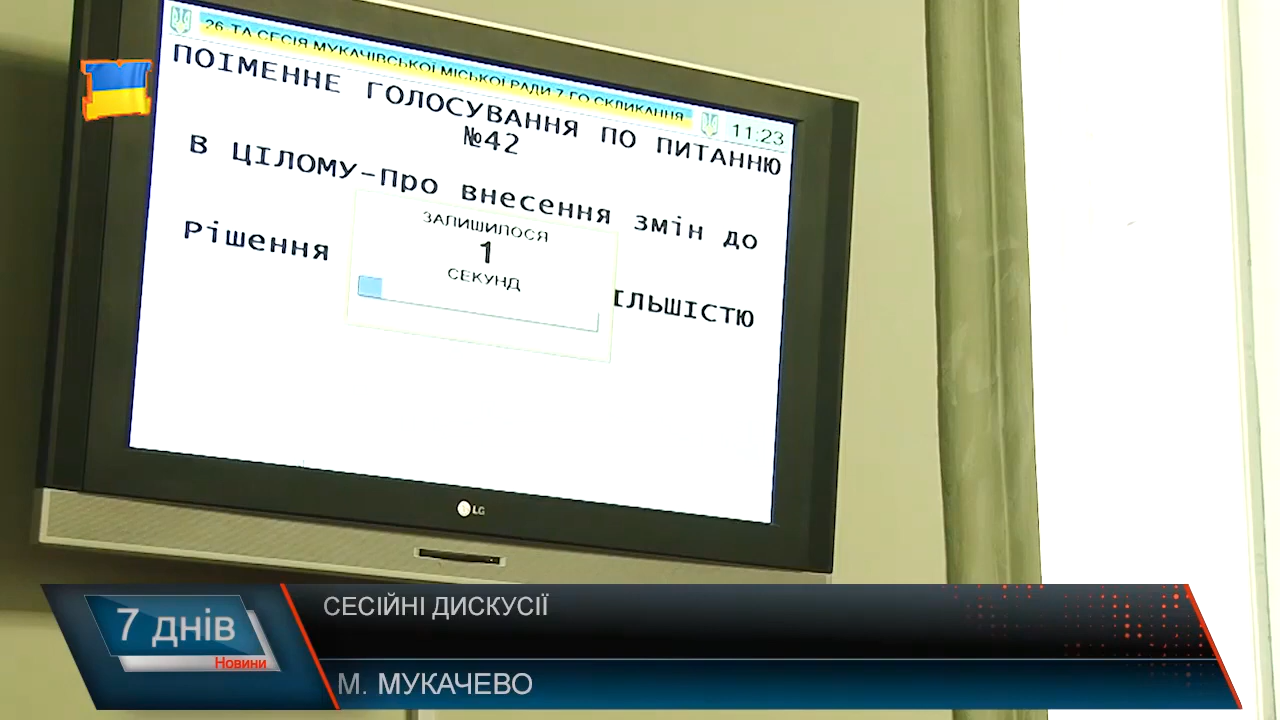 26-ТА СЕСІЯ МУКАЧІВСЬКОЇ МІСЬКОЇ РАДИ 7-ГО СКЛИКАННЯ
11:23
ПОІМЕННЕ ГОЛОСУВАННЯ ПО ПИТАННЮ
№42
В ЦІЛОМУ-Про внесення змін до
Рішення
ЗАЛИШИЛОСЯ
1
СЕКУНД
LG
7 днів
Новини
СЕСІЙНІ ДИСКУСІЇ
М. МУКАЧЕВО